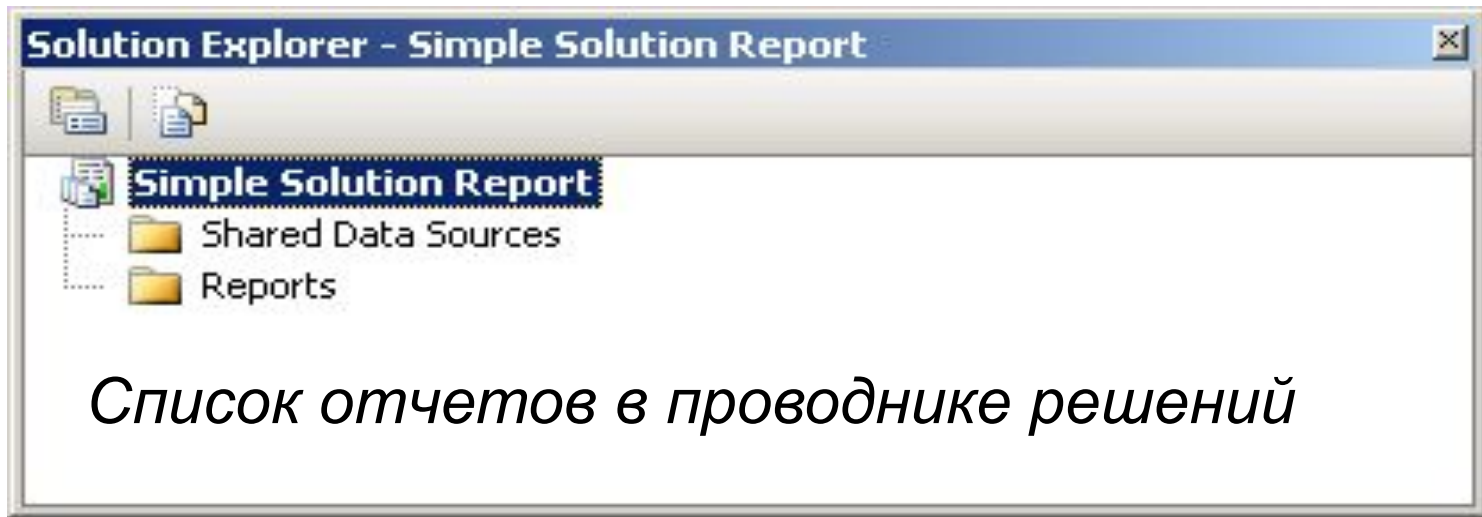 Solution Explorer - Simple Solution Report
Simple Solution Report
Shared Data Sources
Reports
Список отчетов в проводнике решений